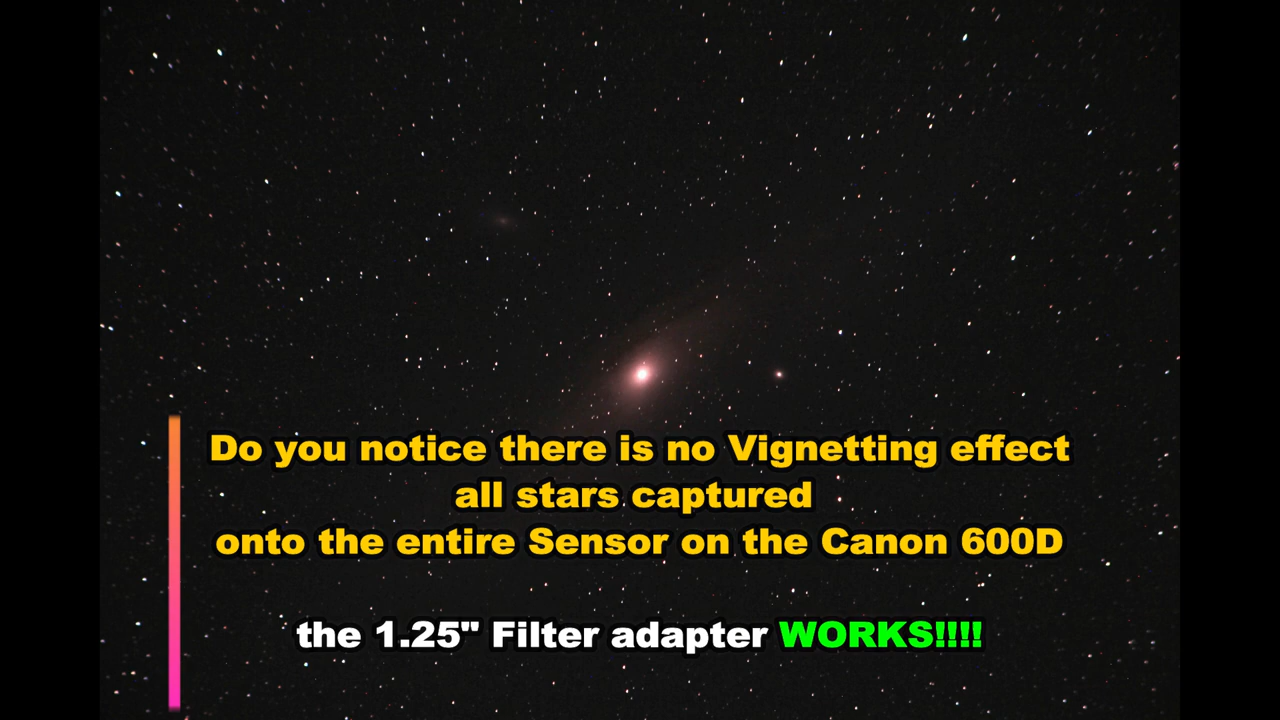 Do you notice there is no Vignetting effect
all stars captured
onto the entire Sensor on the Canon 600D
the 1.25" Filter adapter WORKS!!!!